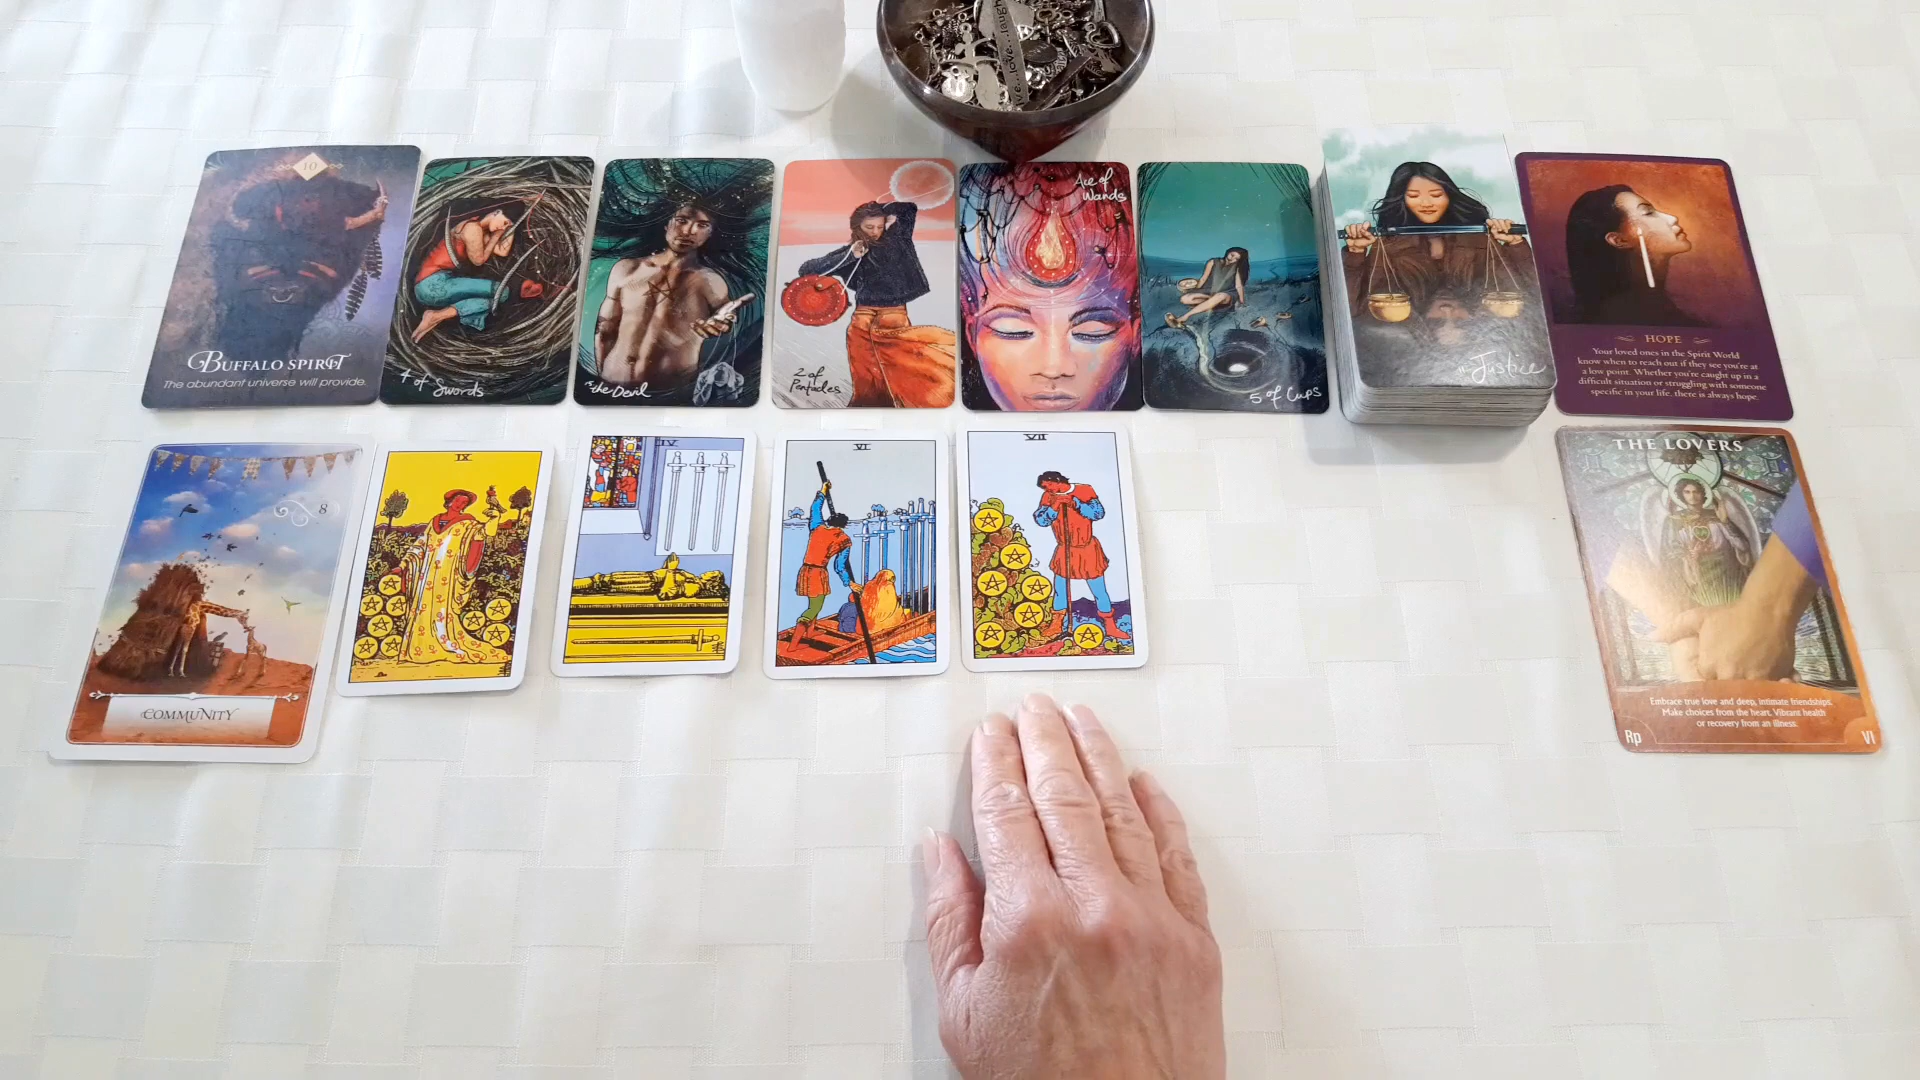 live...love...laugh
10
BUFFALO SPIRIT
The abundant universe will provide.
4 of Swords
the Devil
2 of
Pentacles
Ace of
Wands
5 of Cups
11 Justice
HOPE
Your loved ones in the Spirit World
know when to reach out if they see you're at
a low point. Whether you're caught up in a
difficult situation or struggling with someone
specific in your life, there is always hope.
8
COMMUNITY
IX
IV
VI
VII
THE LOVERS
Embrace true love and deep, intimate friendships.
Make choices from the heart. Vibrant health
or recovery from an illness.
Rp
VI